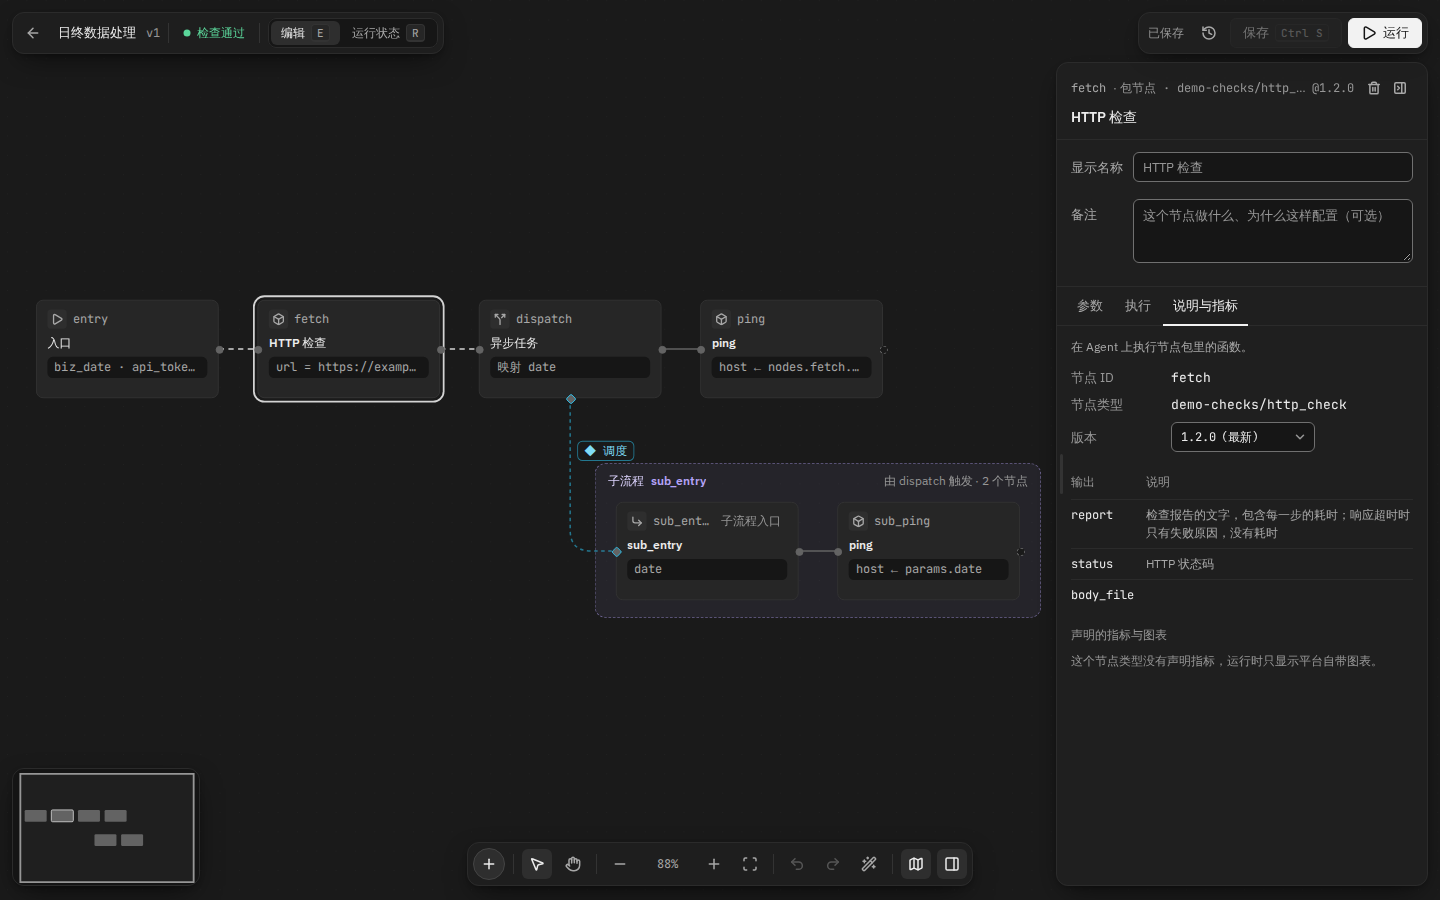 日终数据处理 v1 检查通过 编辑 E 运行状态 R
已保存 保存 Ctrl S 运行
fetch · 包节点 · demo-checks/http_… @1.2.0
HTTP 检查
显示名称 HTTP 检查
备注 这个节点做什么、为什么这样配置（可选）
参数 执行 说明与指标
在 Agent 上执行节点包里的函数。
节点 ID fetch
节点类型 demo-checks/http_check
版本 1.2.0 (最新)
输出 说明
report 检查报告的文字，包含每一步的耗时；响应超时时
只有失败原因，没有耗时
status HTTP 状态码
body_file
声明的指标与图表
这个节点类型没有声明指标，运行时只显示平台自带图表。
entry
入口
biz_date · api_toke…
fetch
HTTP 检查
url = https://examp…
dispatch
异步任务
映射 date
ping
ping
host ← nodes.fetch.…
调度
子流程 sub_entry 由 dispatch 触发 · 2 个节点
sub_ent… 子流程入口
sub_entry
date
sub_ping
ping
host ← params.date
88%